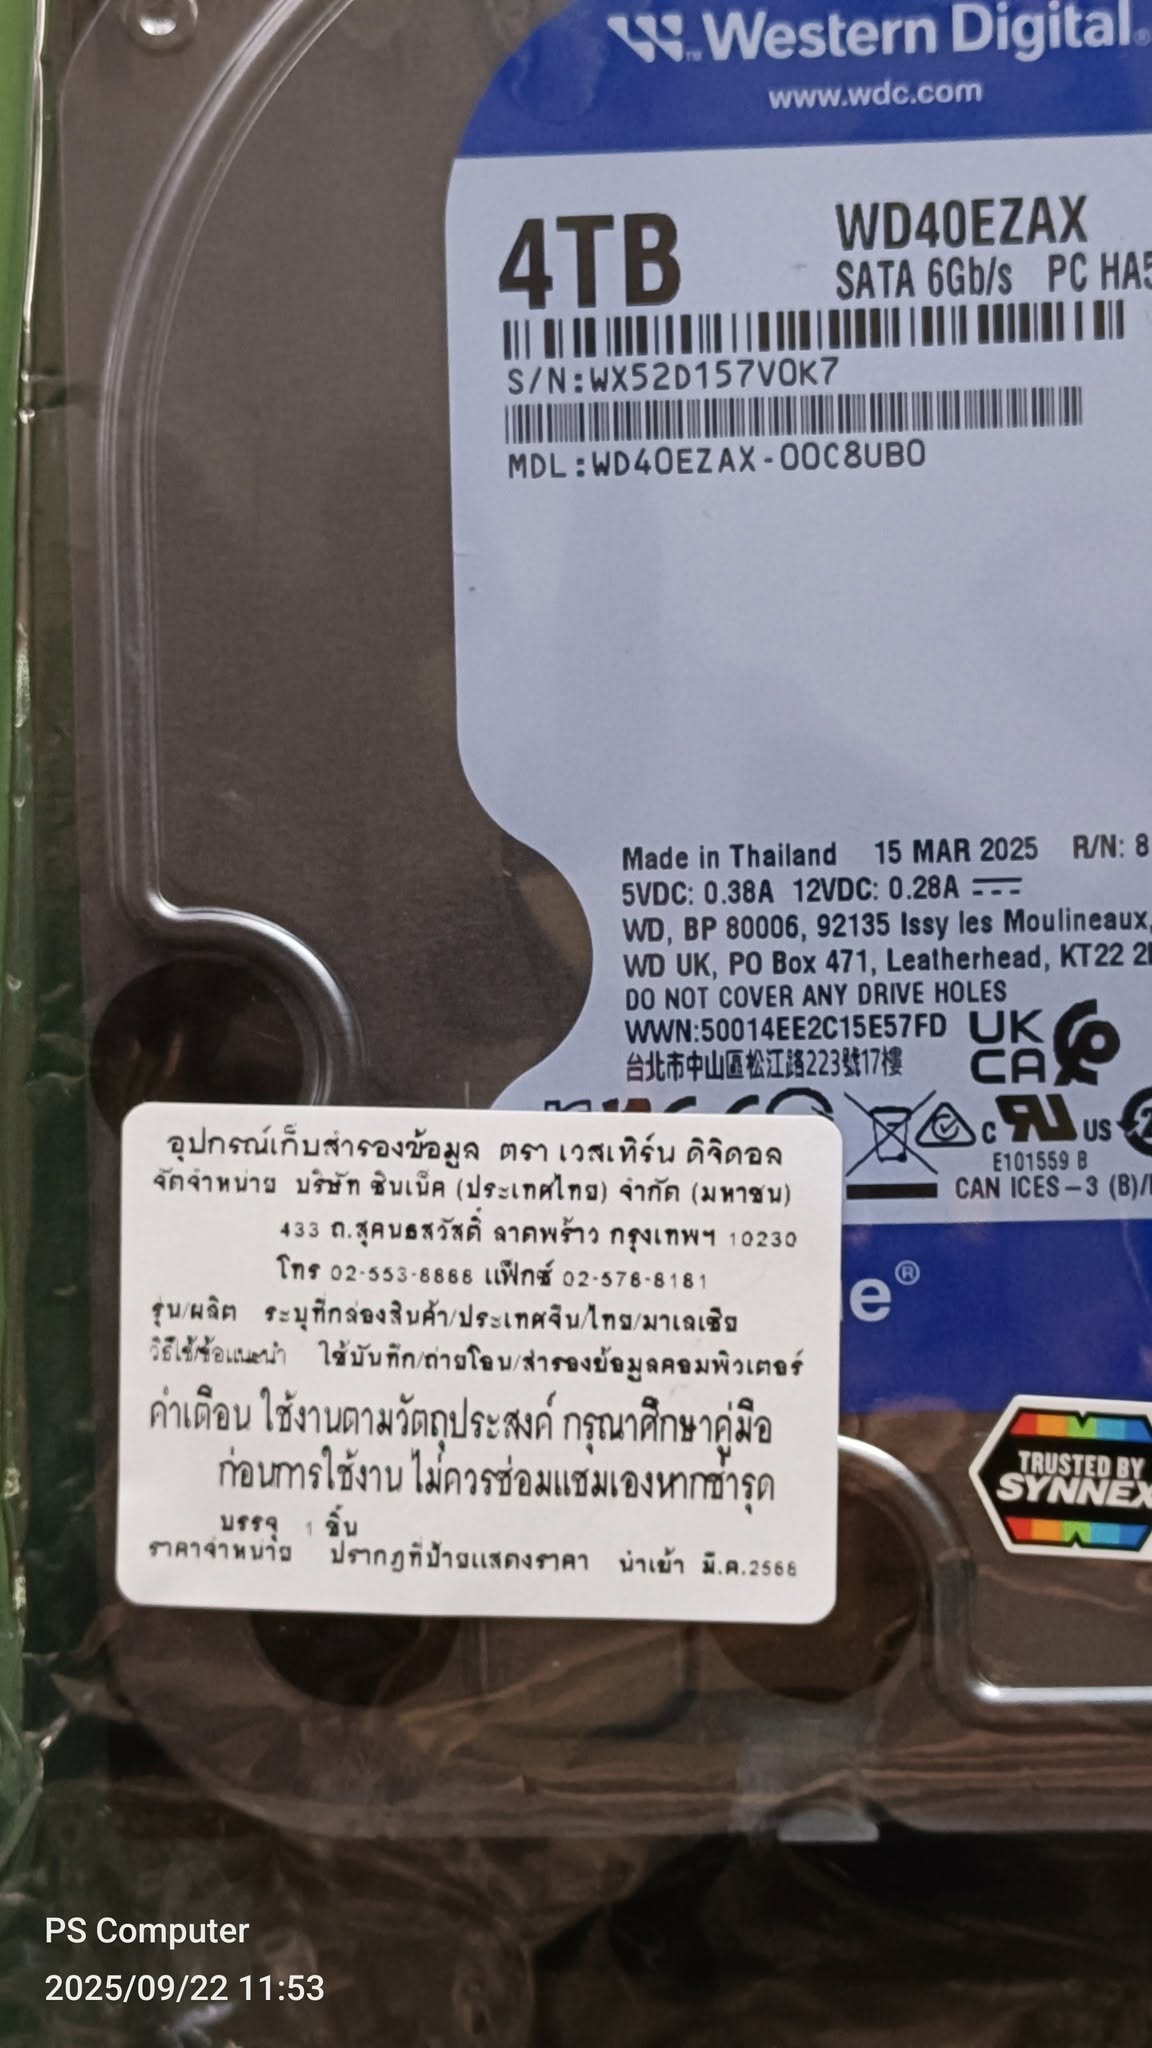 Western Digital®
www.wdc.com
4TB
WD40EZAX
SATA 6Gb/s PC HA5
S/N:WX52D157V0K7
MDL:WD40EZAX-00C8UB0
Made in Thailand 15 MAR 2025 R/N: 8
5VDC: 0.38A 12VDC: 0.28A
WD, BP 80006, 92135 Issy les Moulineaux,
WD UK, PO Box 471, Leatherhead, KT22 2
DO NOT COVER ANY DRIVE HOLES
WWN:50014EE2C15E57FD UK
CA
台北市中山區松江路223號17樓
C US
E101559 B
CAN ICES-3 (B)/
อุปกรณ์เก็บสำรองข้อมูล ตรา เวสเทิร์น ดิจิดอล
จัดจำหน่าย บริษัท ซินเน็ค (ประเทศไทย) จำกัด (มหาชน)
433 ถ.สุคนธสวัสดิ์ ลาดพร้าว กรุงเทพฯ 10230
โทร 02-553-8888 แฟ็กซ์ 02-578-8181
รุ่น/ผลิต ระบุที่กล่องสินค้า/ประเทศจีน/ไทย/มาเลเซีย
วิธีใช้/ข้อแนะนำ ใช้บันทึก/ถ่ายโอน/สำรองข้อมูลคอมพิวเตอร์
คำเตือน ใช้งานตามวัตถุประสงค์ กรุณาศึกษาคู่มือ
ก่อนการใช้งาน ไม่ควรซ่อมแซมเองหากชำรุด
บรรจุ 1 ชิ้น
ราคาจำหน่าย ปรากฏที่ป้ายแสดงราคา นำเข้า มี.ค.2568
e®
TRUSTED BY
SYNNEX
PS Computer
2025/09/22 11:53